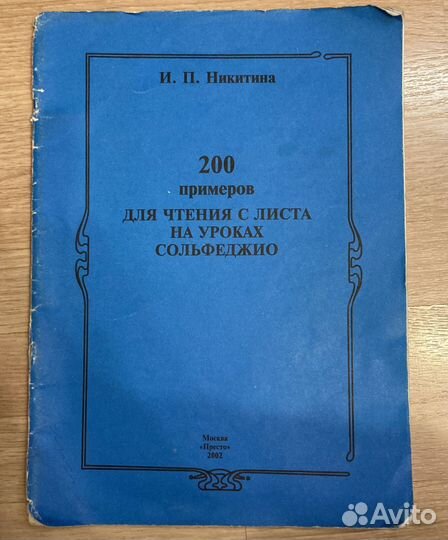 И. П. Никитина
200
примеров
ДЛЯ ЧТЕНИЯ С ЛИСТА
НА УРОКАХ
СОЛЬФЕДЖИО
Москва
«Престо»
2002
Avito